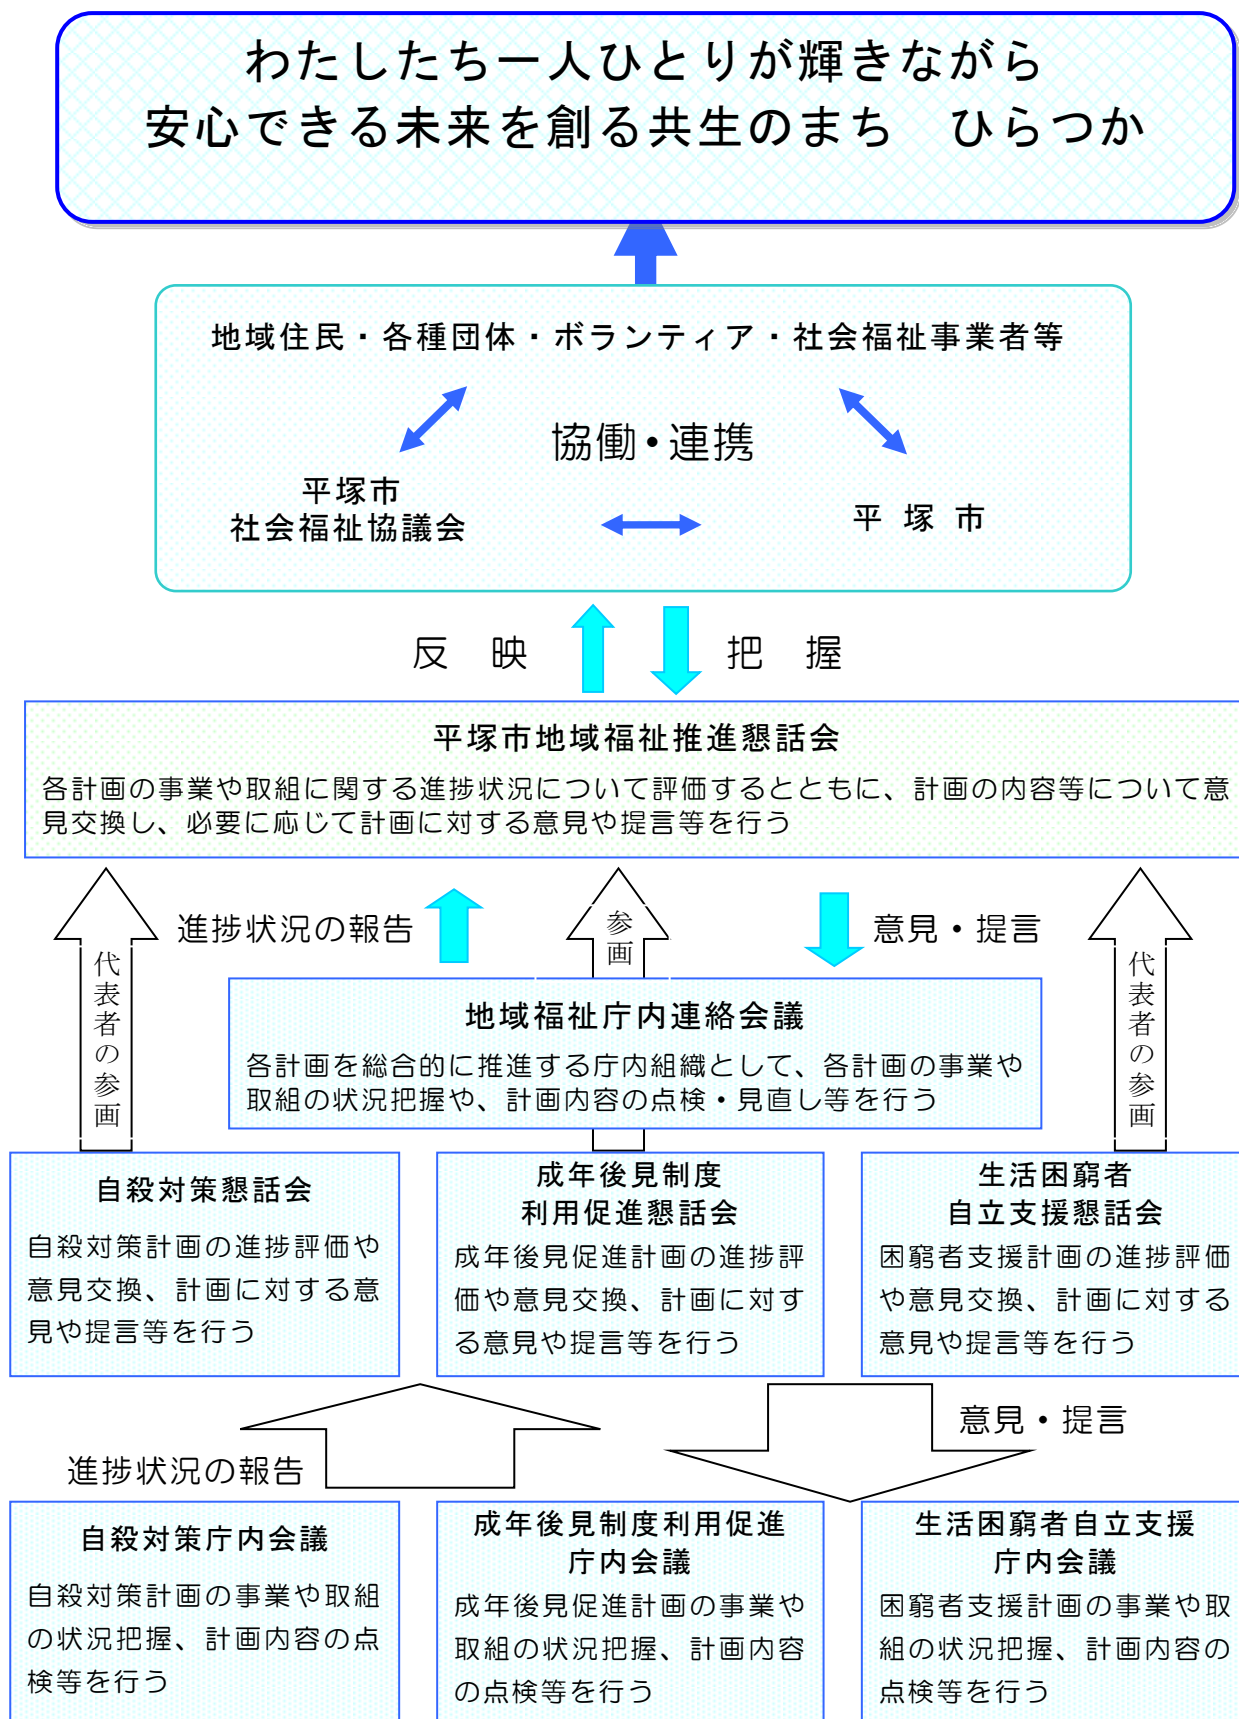 わたしたち一人ひとりが輝きながら
安心できる未来を創る共生のまち　ひらつか
地域住民・各種団体・ボランティア・社会福祉事業者等
協働・連携
平塚市
社会福祉協議会
平 塚 市
反　映
把　握
平塚市地域福祉推進懇話会
各計画の事業や取組に関する進捗状況について評価するとともに、計画の内容等について意
見交換し、必要に応じて計画に対する意見や提言等を行う
代表者の参画
進捗状況の報告
参画
意見・提言
代表者の参画
地域福祉庁内連絡会議
各計画を総合的に推進する庁内組織として、各計画の事業や
取組の状況把握や、計画内容の点検・見直し等を行う
自殺対策懇話会
自殺対策計画の進捗評価や
意見交換、計画に対する意
見や提言等を行う
成年後見制度
利用促進懇話会
成年後見促進計画の進捗評
価や意見交換、計画に対す
る意見や提言等を行う
生活困窮者
自立支援懇話会
困窮者支援計画の進捗評価
や意見交換、計画に対する
意見や提言等を行う
進捗状況の報告
意見・提言
自殺対策庁内会議
自殺対策計画の事業や取組
の状況把握、計画内容の点
検等を行う
成年後見制度利用促進
庁内会議
成年後見促進計画の事業や
取組の状況把握、計画内容
の点検等を行う
生活困窮者自立支援
庁内会議
困窮者支援計画の事業や取
組の状況把握、計画内容の
点検等を行う